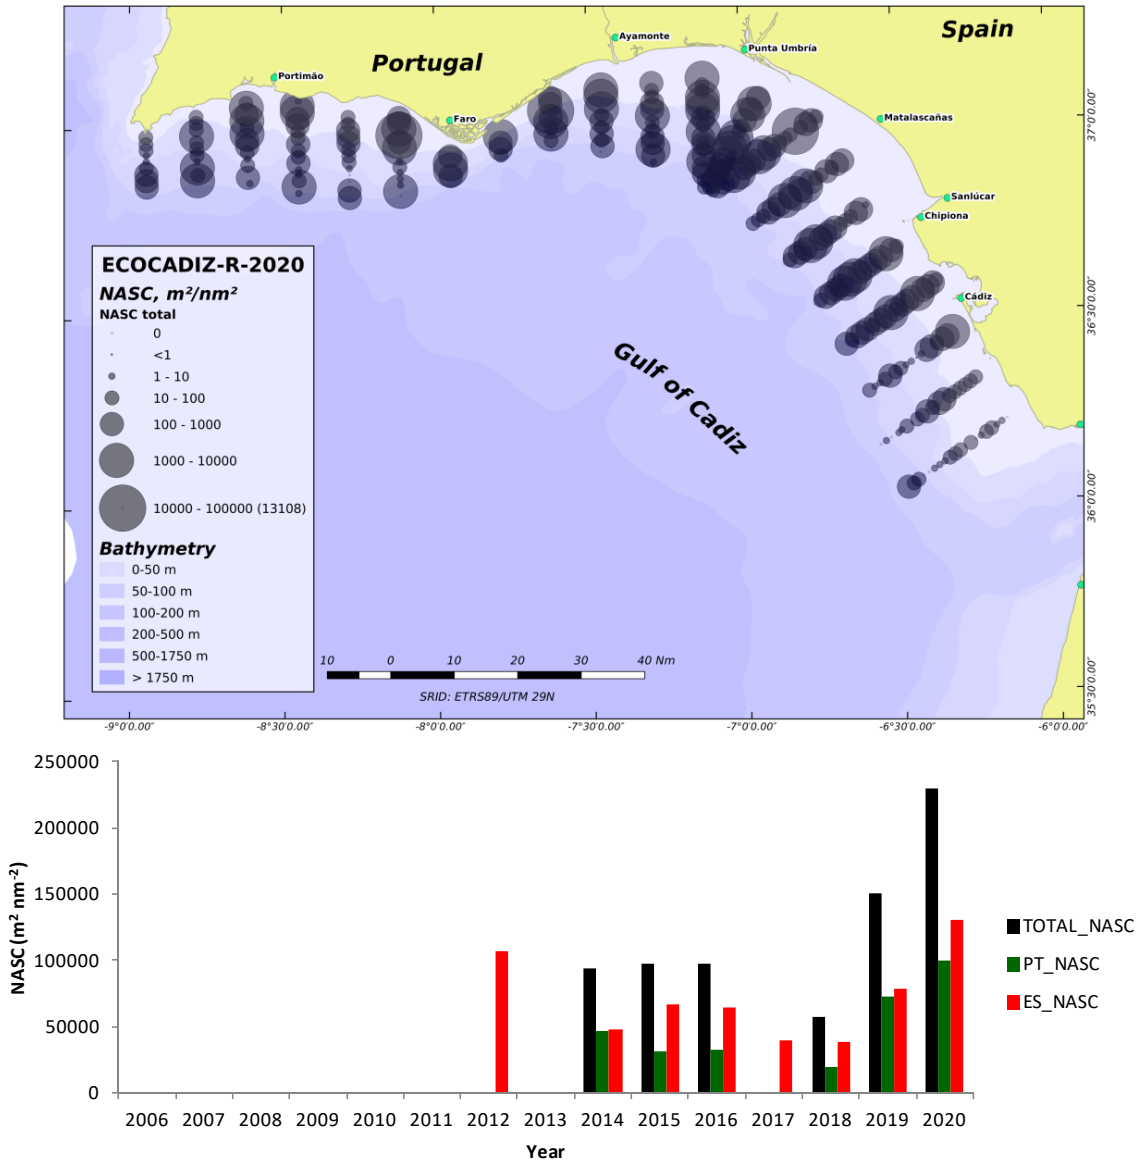 Spain
Ayamonte
Punta Umbría
Portugal
Portimão
Faro
Matalascañas
Sanlúcar
Chipiona
Cádiz
Gulf of Cadiz
37°0'0.00"
36°30'0.00"
36°0'0.00"
35°30'0.00"
ECOCADIZ-R-2020
NASC, m²/nm²
NASC total
0
<1
1 - 10
10 - 100
100 - 1000
1000 - 10000
10000 - 100000 (13108)
Bathymetry
0-50 m
50-100 m
100-200 m
200-500 m
500-1750 m
> 1750 m
10 0 10 20 30 40 Nm
SRID: ETRS89/UTM 29N
-9°0'0.00" -8°30'0.00" -8°0'0.00" -7°30'0.00" -7°0'0.00" -6°30'0.00" -6°0'0.00"
250000
200000
150000
100000
50000
0
NASC (m² nm⁻²)
2006 2007 2008 2009 2010 2011 2012 2013 2014 2015 2016 2017 2018 2019 2020
Year
TOTAL_NASC
PT_NASC
ES_NASC